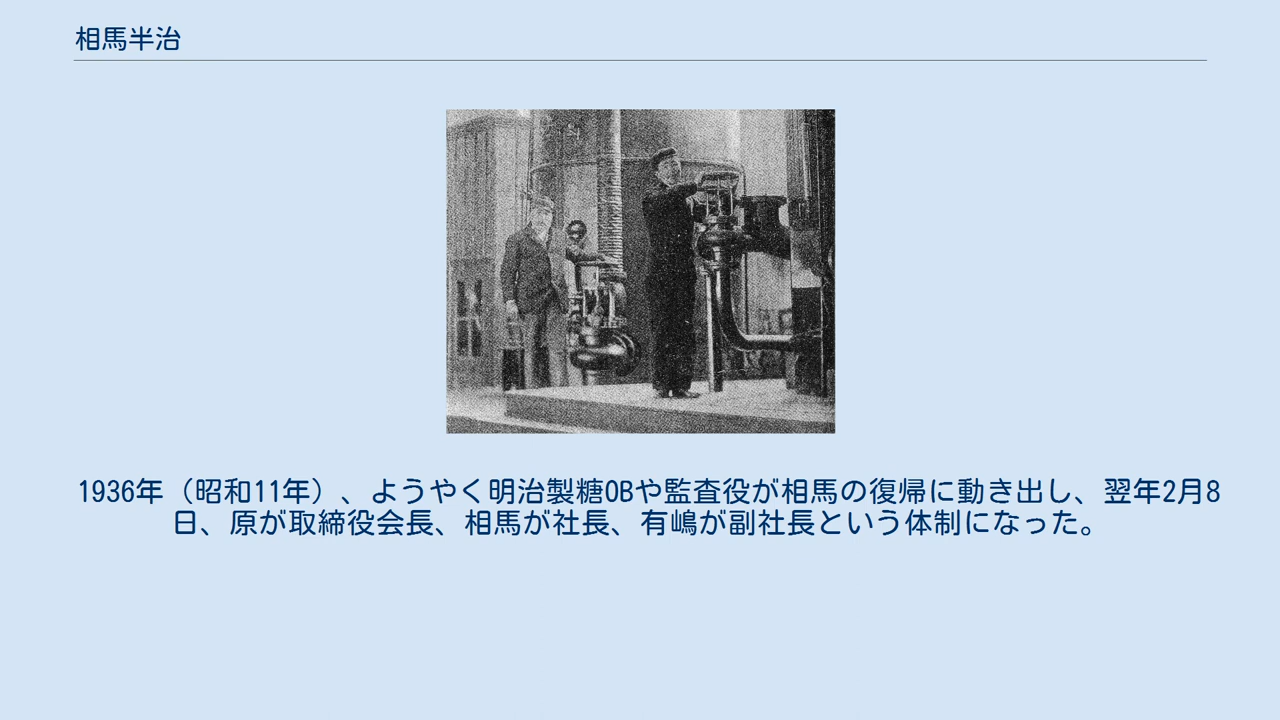 相馬半治
1936年（昭和11年）、ようやく明治製糖OBや監査役が相馬の復帰に動き出し、翌年2月8
日、原が取締役会長、相馬が社長、有嶋が副社長という体制になった。